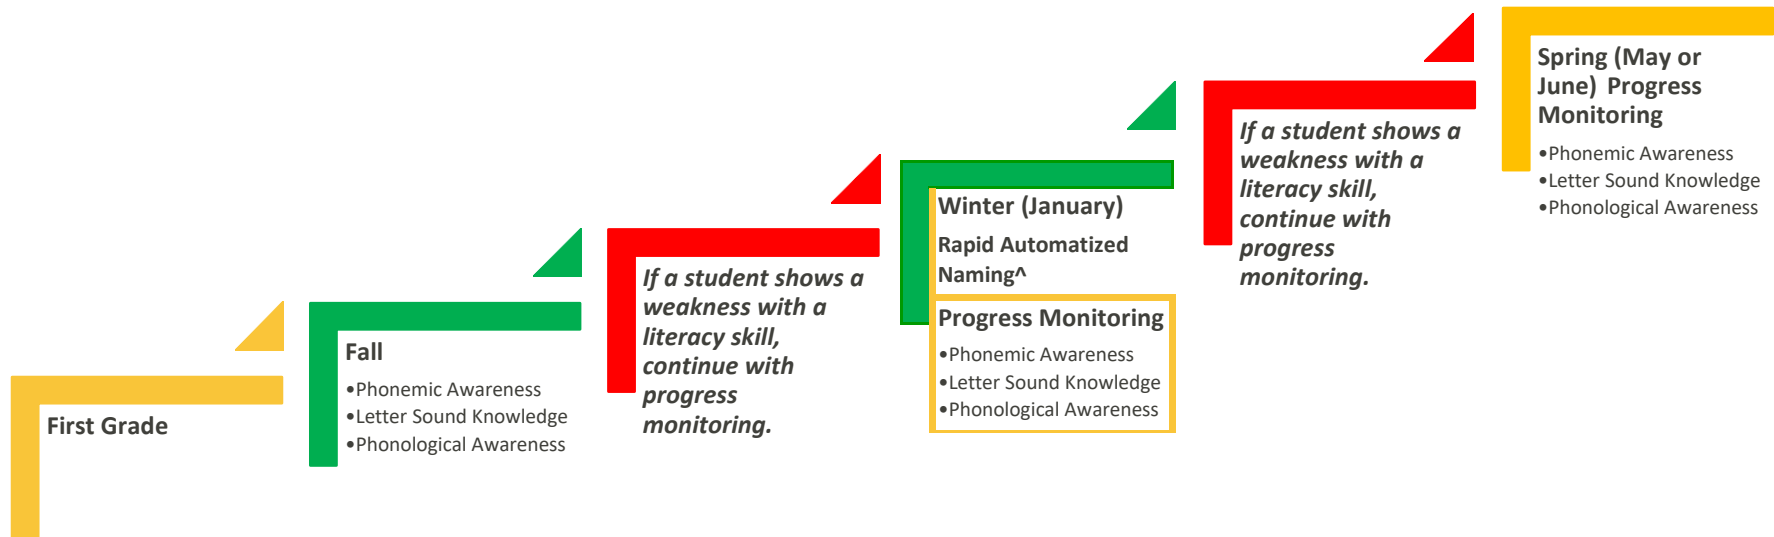 First Grade
Fall
•Phonemic Awareness
•Letter Sound Knowledge
•Phonological Awareness
If a student shows a
weakness with a
literacy skill,
continue with
progress
monitoring.
Winter (January)
Rapid Automatized
Naming^
Progress Monitoring
•Phonemic Awareness
•Letter Sound Knowledge
•Phonological Awareness
If a student shows a
weakness with a
literacy skill,
continue with
progress
monitoring.
Spring (May or
June) Progress
Monitoring
•Phonemic Awareness
•Letter Sound Knowledge
•Phonological Awareness